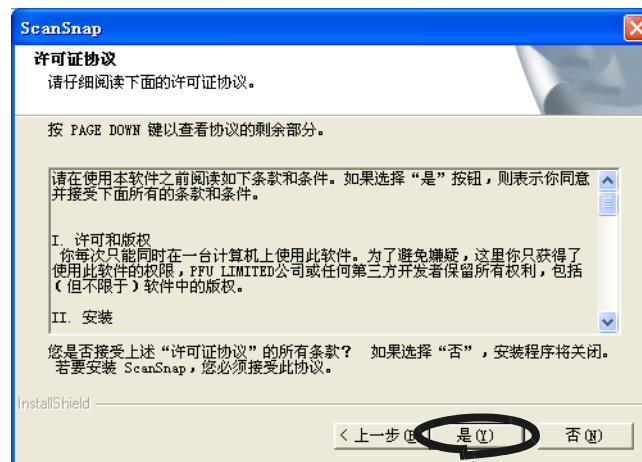 ScanSnap
许可证协议
请仔细阅读下面的许可证协议。
按 PAGE DOWN 键以查看协议的剩余部分。
请在使用本软件之前阅读如下条款和条件。如果选择“是”按钮，则表示你同意
并接受下面所有的条款和条件。
I. 许可和版权
你每次只能同时在一台计算机上使用此软件。为了避免嫌疑，这里你只获得了
使用此软件的权限，PFU LIMITED公司或任何第三方开发者保留所有权利，包括
（但不限于）软件中的版权。
II. 安装
您是否接受上述“许可证协议”的所有条款？ 如果选择“否”，安装程序将关闭。
若要安装 ScanSnap，您必须接受此协议。
InstallShield
< 上一步(B) 是(Y) 否(N)